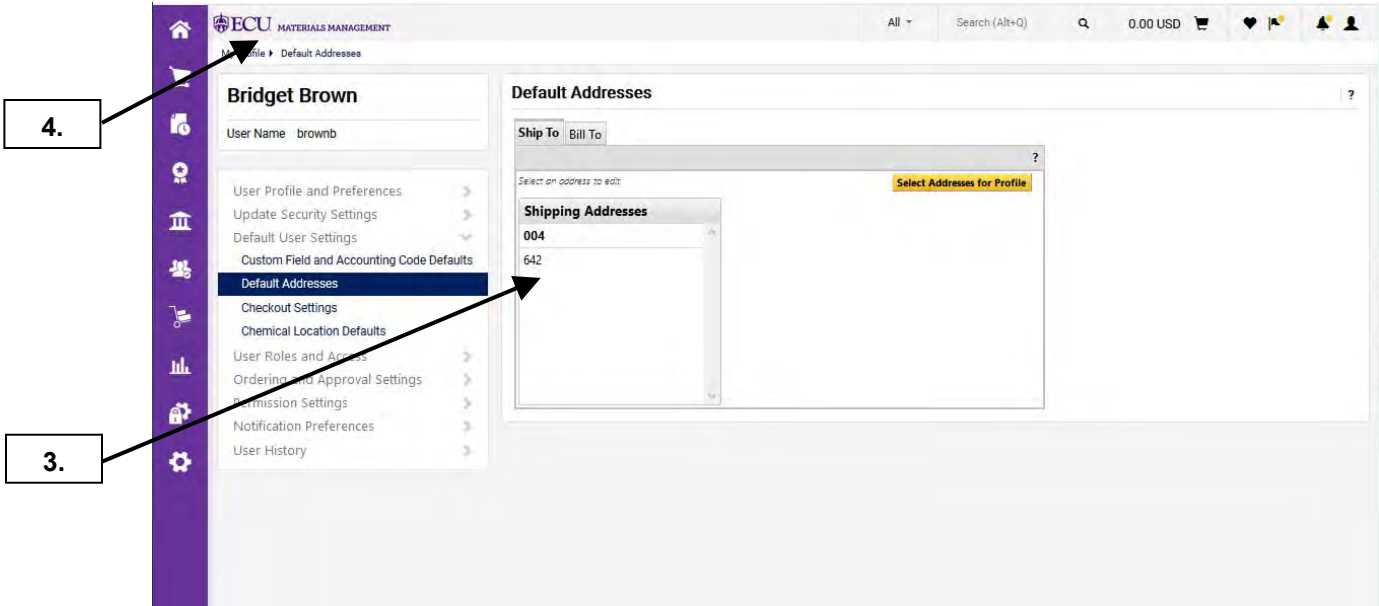 ECU MATERIALS MANAGEMENT
All
Search (Alt+Q)
0.00 USD
My Profile Default Addresses
4.
Bridget Brown
User Name brownb
User Profile and Preferences
Update Security Settings
Default User Settings
Custom Field and Accounting Code Defaults
Default Addresses
Checkout Settings
Chemical Location Defaults
User Roles and Access
Ordering and Approval Settings
Permission Settings
Notification Preferences
User History
3.
Default Addresses
?
Ship To Bill To
?
Select an address to edit
Select Addresses for Profile
Shipping Addresses
004
642